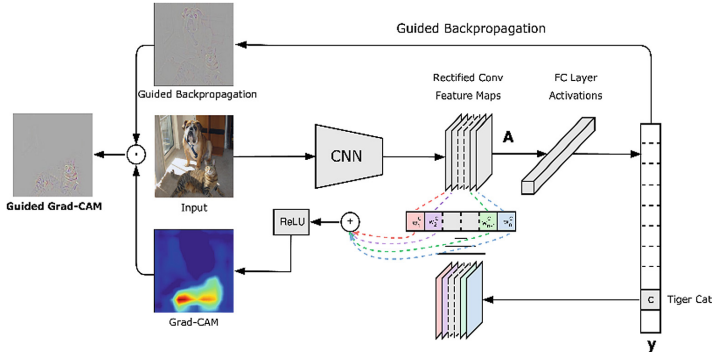 Guided Backpropagation
Guided Backpropagation
Rectified Conv
Feature Maps
FC Layer
Activations
A
CNN
Guided Grad-CAM
Input
ReLU
+
Grad-CAM
c
Tiger Cat
y